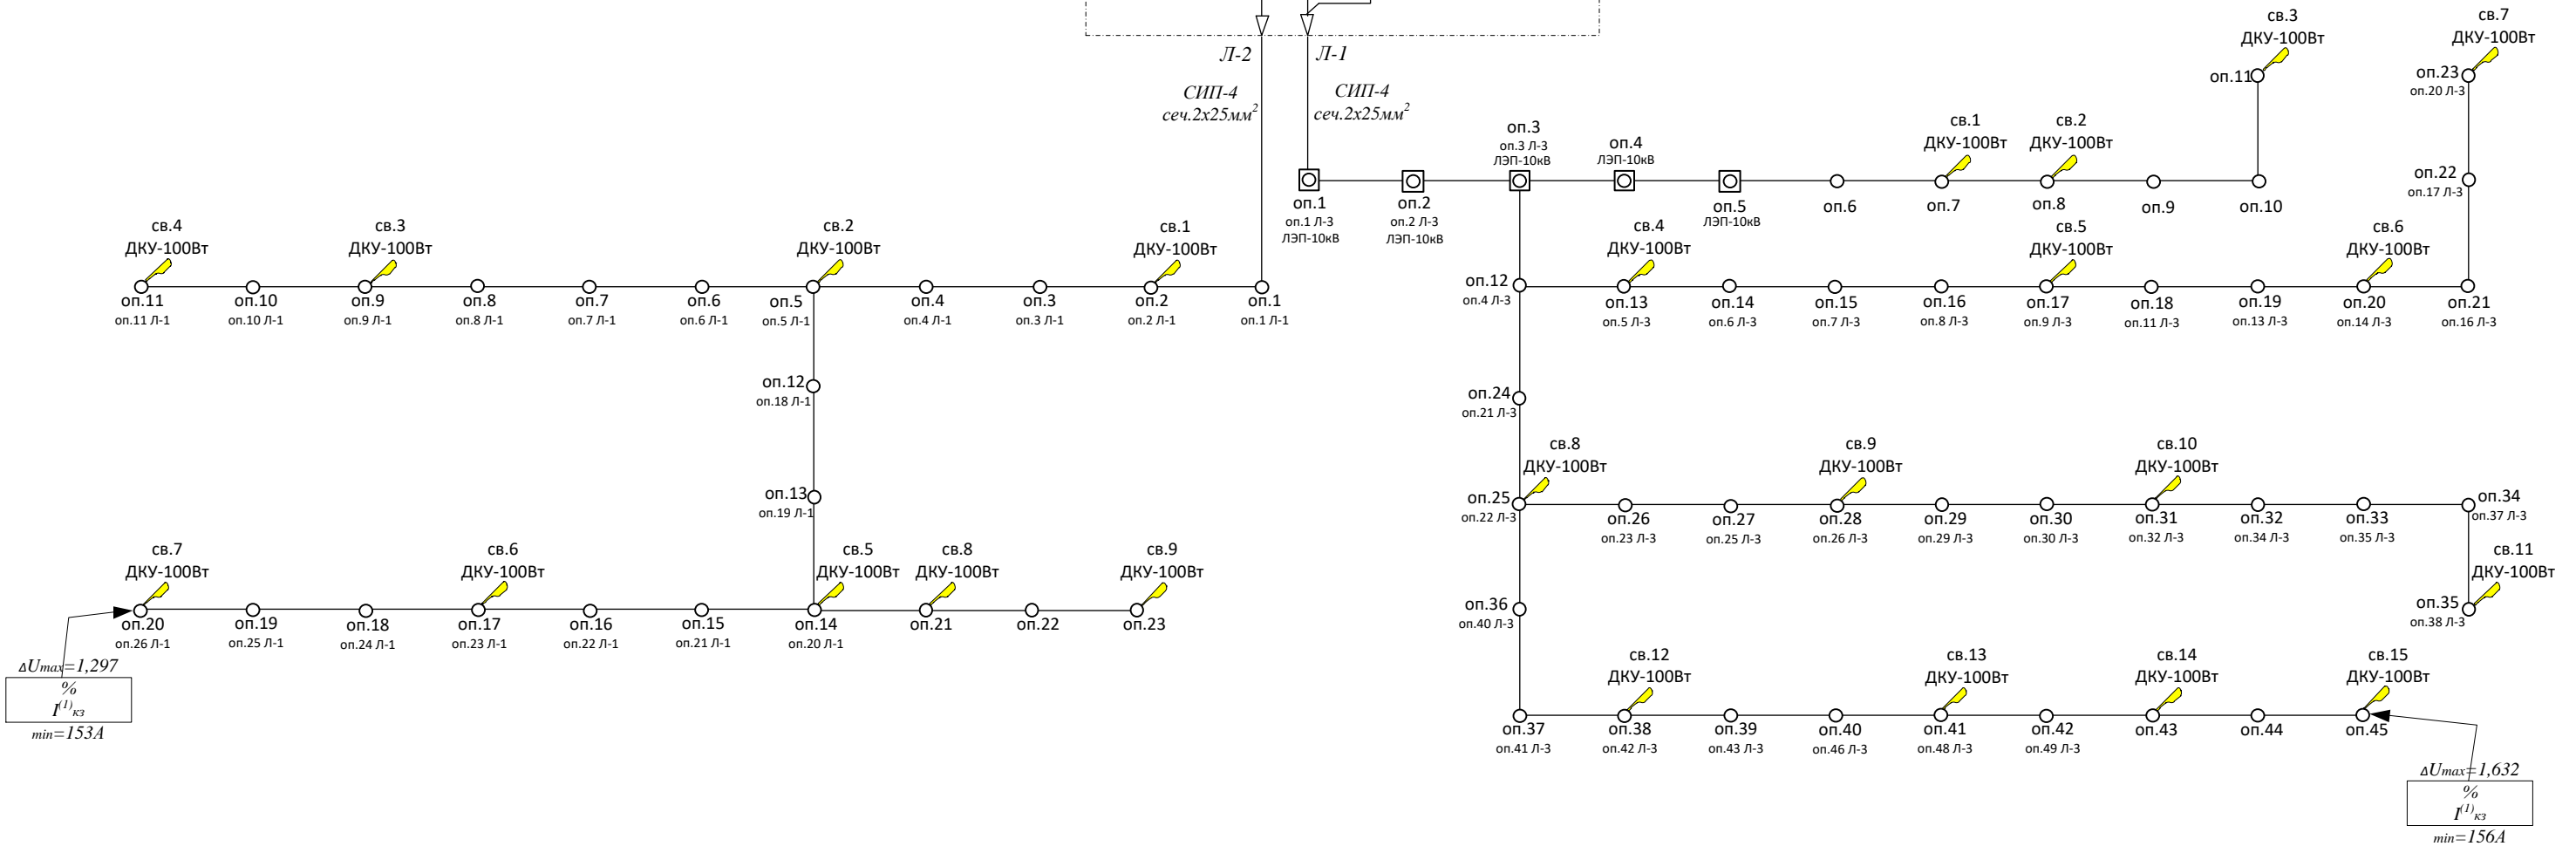 Л-2
Л-1
СИП-4
сеч.2х25мм²
СИП-4
сеч.2х25мм²
св.3
ДКУ-100Вт
оп.11
св.7
ДКУ-100Вт
оп.23
оп.20 Л-3
оп.22
оп.17 Л-3
оп.1
оп.1 Л-3
ЛЭП-10кВ
оп.2
оп.2 Л-3
ЛЭП-10кВ
оп.3
оп.3 Л-3
ЛЭП-10кВ
оп.4
ЛЭП-10кВ
оп.5
ЛЭП-10кВ
оп.6
св.1
ДКУ-100Вт
оп.7
св.2
ДКУ-100Вт
оп.8
оп.9
оп.10
св.4
ДКУ-100Вт
оп.11
оп.11 Л-1
оп.10
оп.10 Л-1
св.3
ДКУ-100Вт
оп.9
оп.9 Л-1
оп.8
оп.8 Л-1
оп.7
оп.7 Л-1
оп.6
оп.6 Л-1
св.2
ДКУ-100Вт
оп.5
оп.5 Л-1
оп.4
оп.4 Л-1
оп.3
оп.3 Л-1
св.1
ДКУ-100Вт
оп.2
оп.2 Л-1
оп.1
оп.1 Л-1
оп.12
оп.4 Л-3
св.4
ДКУ-100Вт
оп.13
оп.5 Л-3
оп.14
оп.6 Л-3
оп.15
оп.7 Л-3
оп.16
оп.8 Л-3
св.5
ДКУ-100Вт
оп.17
оп.9 Л-3
оп.18
оп.11 Л-3
оп.19
оп.13 Л-3
св.6
ДКУ-100Вт
оп.20
оп.14 Л-3
оп.21
оп.16 Л-3
оп.12
оп.18 Л-1
оп.13
оп.19 Л-1
оп.24
оп.21 Л-3
св.8
ДКУ-100Вт
оп.25
оп.22 Л-3
оп.26
оп.23 Л-3
оп.27
оп.25 Л-3
св.9
ДКУ-100Вт
оп.28
оп.26 Л-3
оп.29
оп.29 Л-3
оп.30
оп.30 Л-3
св.10
ДКУ-100Вт
оп.31
оп.32 Л-3
оп.32
оп.34 Л-3
оп.33
оп.35 Л-3
оп.34
оп.37 Л-3
св.11
ДКУ-100Вт
оп.35
оп.38 Л-3
св.7
ДКУ-100Вт
оп.20
оп.26 Л-1
оп.19
оп.25 Л-1
оп.18
оп.24 Л-1
св.6
ДКУ-100Вт
оп.17
оп.23 Л-1
оп.16
оп.22 Л-1
оп.15
оп.21 Л-1
св.5
ДКУ-100Вт
оп.14
оп.20 Л-1
св.8
ДКУ-100Вт
оп.21
оп.22
св.9
ДКУ-100Вт
оп.23
оп.36
оп.40 Л-3
оп.37
оп.41 Л-3
св.12
ДКУ-100Вт
оп.38
оп.42 Л-3
оп.39
оп.43 Л-3
оп.40
оп.46 Л-3
св.13
ДКУ-100Вт
оп.41
оп.48 Л-3
оп.42
оп.49 Л-3
св.14
ДКУ-100Вт
оп.43
оп.44
св.15
ДКУ-100Вт
оп.45
ΔUmax=1,297
%
I⁽¹⁾кз
min=153А
ΔUmax=1,632
%
I⁽¹⁾кз
min=156А